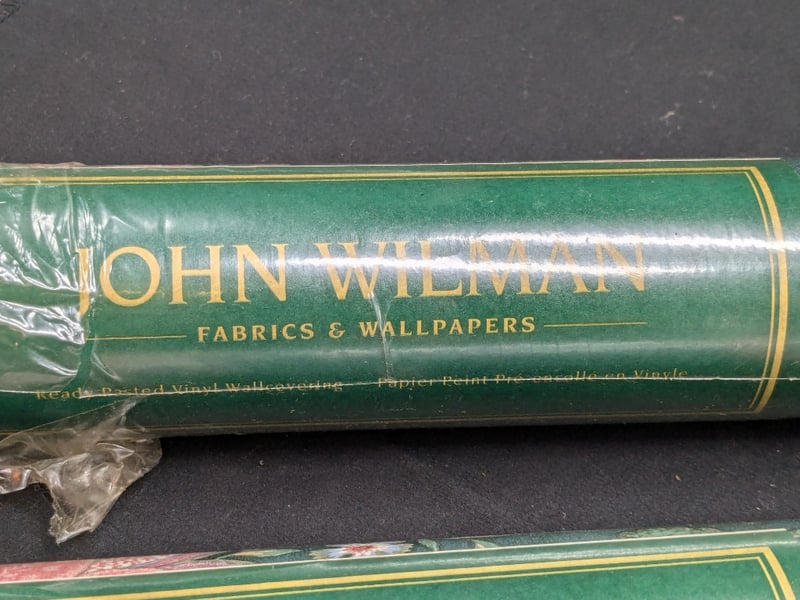 JOHN WILMAN
FABRICS & WALLPAPERS
Ready Pasted Vinyl Wallcovering Papier Peint Pré-encollé en Vinyle